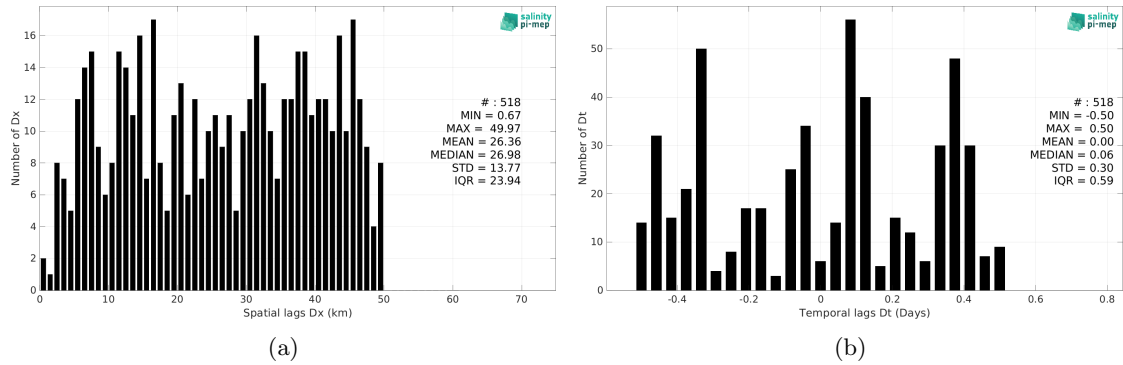 salinity
pi-mep
Number of Dx
16
14
12
10
8
6
4
2
0
# : 518
MIN = 0.67
MAX = 49.97
MEAN = 26.36
MEDIAN = 26.98
STD = 13.77
IQR = 23.94
0 10 20 30 40 50 60 70
Spatial lags Dx (km)
(a)
salinity
pi-mep
Number of Dt
50
40
30
20
10
0
# : 518
MIN = -0.50
MAX = 0.50
MEAN = 0.00
MEDIAN = 0.06
STD = 0.30
IQR = 0.59
-0.4 -0.2 0 0.2 0.4 0.6 0.8
Temporal lags Dt (Days)
(b)